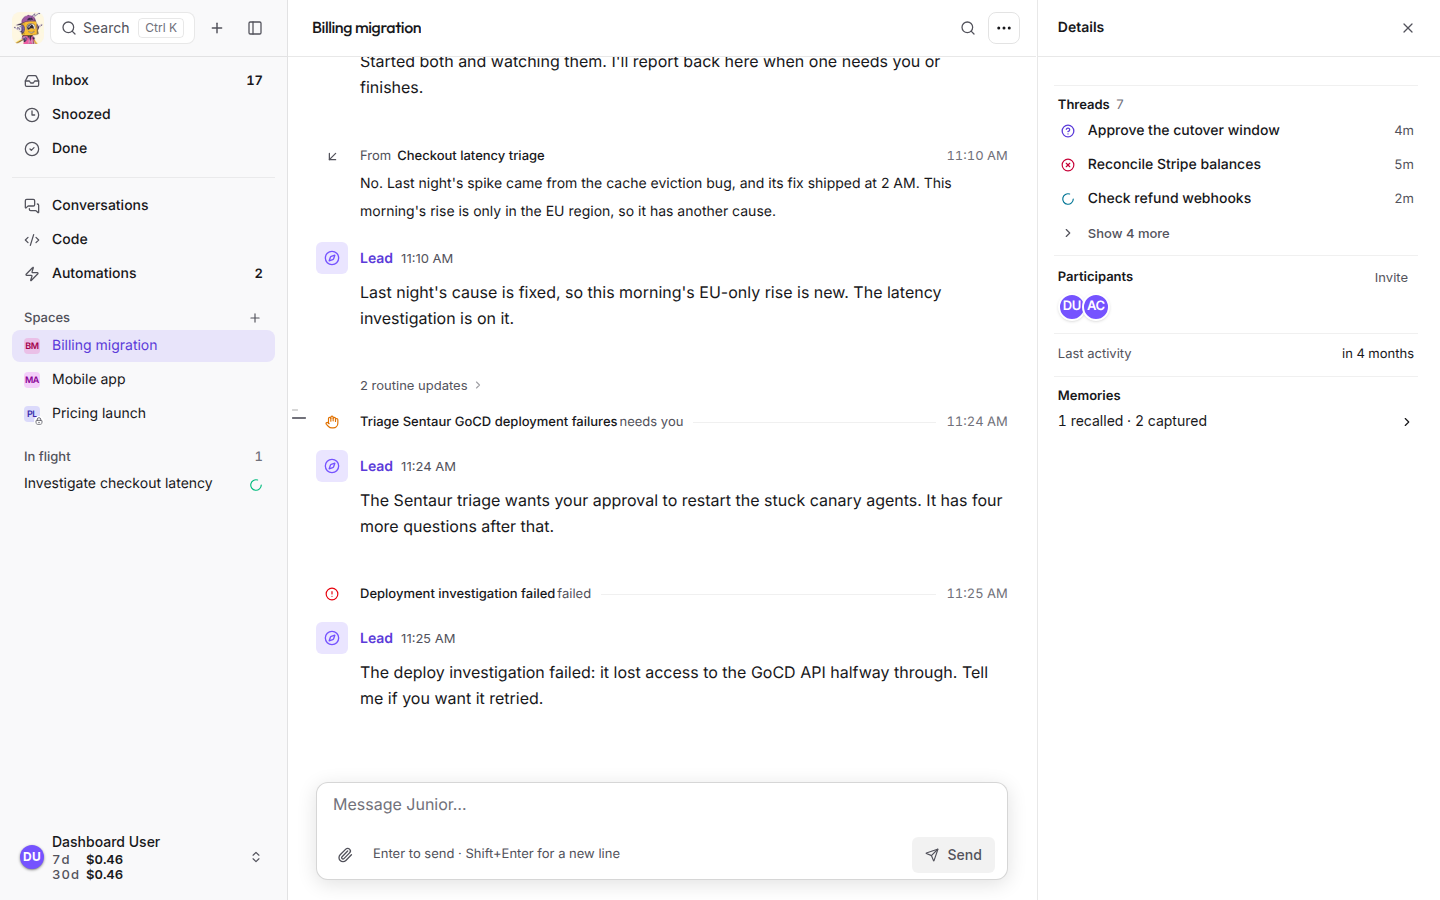 Search Ctrl K
Inbox 17
Snoozed
Done
Conversations
Code
Automations 2
Spaces
BM Billing migration
MA Mobile app
PL Pricing launch
In flight 1
Investigate checkout latency
DU Dashboard User
7d $0.46
30d $0.46
Billing migration
Started both and watching them. I'll report back here when one needs you or
finishes.
From Checkout latency triage 11:10 AM
No. Last night's spike came from the cache eviction bug, and its fix shipped at 2 AM. This
morning's rise is only in the EU region, so it has another cause.
Lead 11:10 AM
Last night's cause is fixed, so this morning's EU-only rise is new. The latency
investigation is on it.
2 routine updates
Triage Sentaur GoCD deployment failures needs you 11:24 AM
Lead 11:24 AM
The Sentaur triage wants your approval to restart the stuck canary agents. It has four
more questions after that.
Deployment investigation failed failed 11:25 AM
Lead 11:25 AM
The deploy investigation failed: it lost access to the GoCD API halfway through. Tell
me if you want it retried.
Message Junior...
Enter to send · Shift+Enter for a new line Send
Details
Threads 7
Approve the cutover window 4m
Reconcile Stripe balances 5m
Check refund webhooks 2m
Show 4 more
Participants Invite
DU AC
Last activity in 4 months
Memories
1 recalled · 2 captured